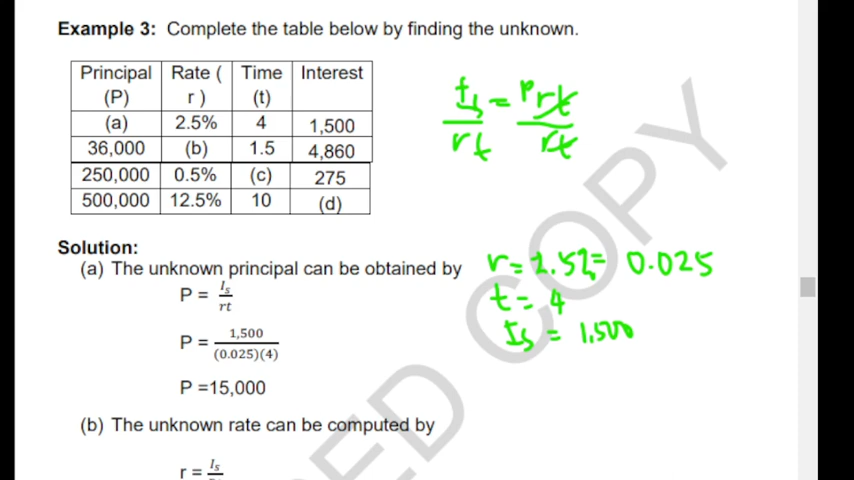 Example 3: Complete the table below by finding the unknown.
Principal (P) Rate ( r ) Time (t) Interest
(a) 2.5% 4 1,500
36,000 (b) 1.5 4,860
250,000 0.5% (c) 275
500,000 12.5% 10 (d)
Is/rt = Prt/rt
Solution:
(a) The unknown principal can be obtained by
P = Is/rt
P = 1,500/(0.025)(4)
P =15,000
r = 2.5% = 0.025
t = 4
Is = 1,500
(b) The unknown rate can be computed by
r = Is
COPY